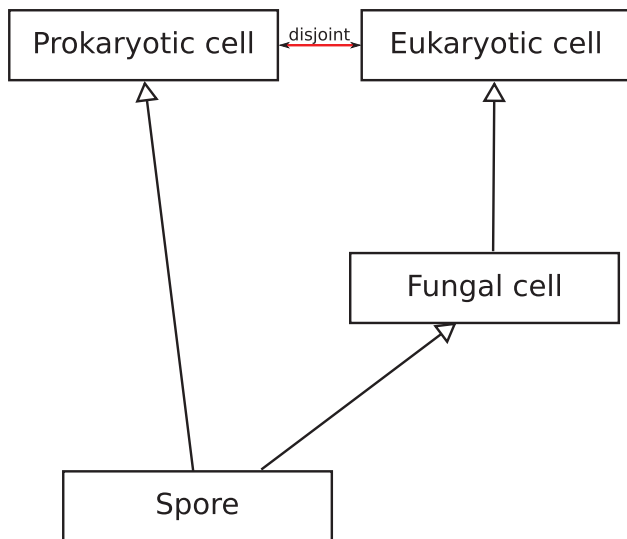 Prokaryotic cell
disjoint
Eukaryotic cell
Fungal cell
Spore